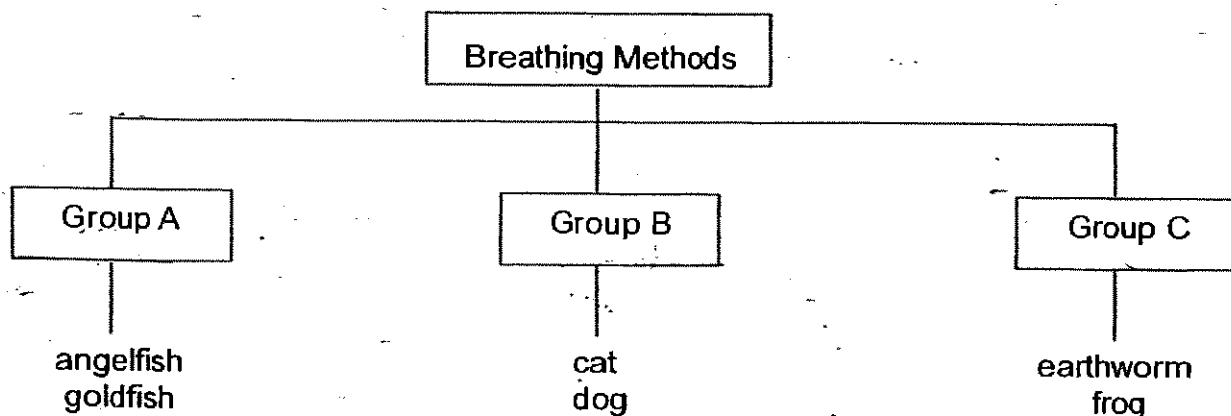 Breathing Methods
Group A
Group B
Group C
angelfish
goldfish
cat
dog
earthworm
frog